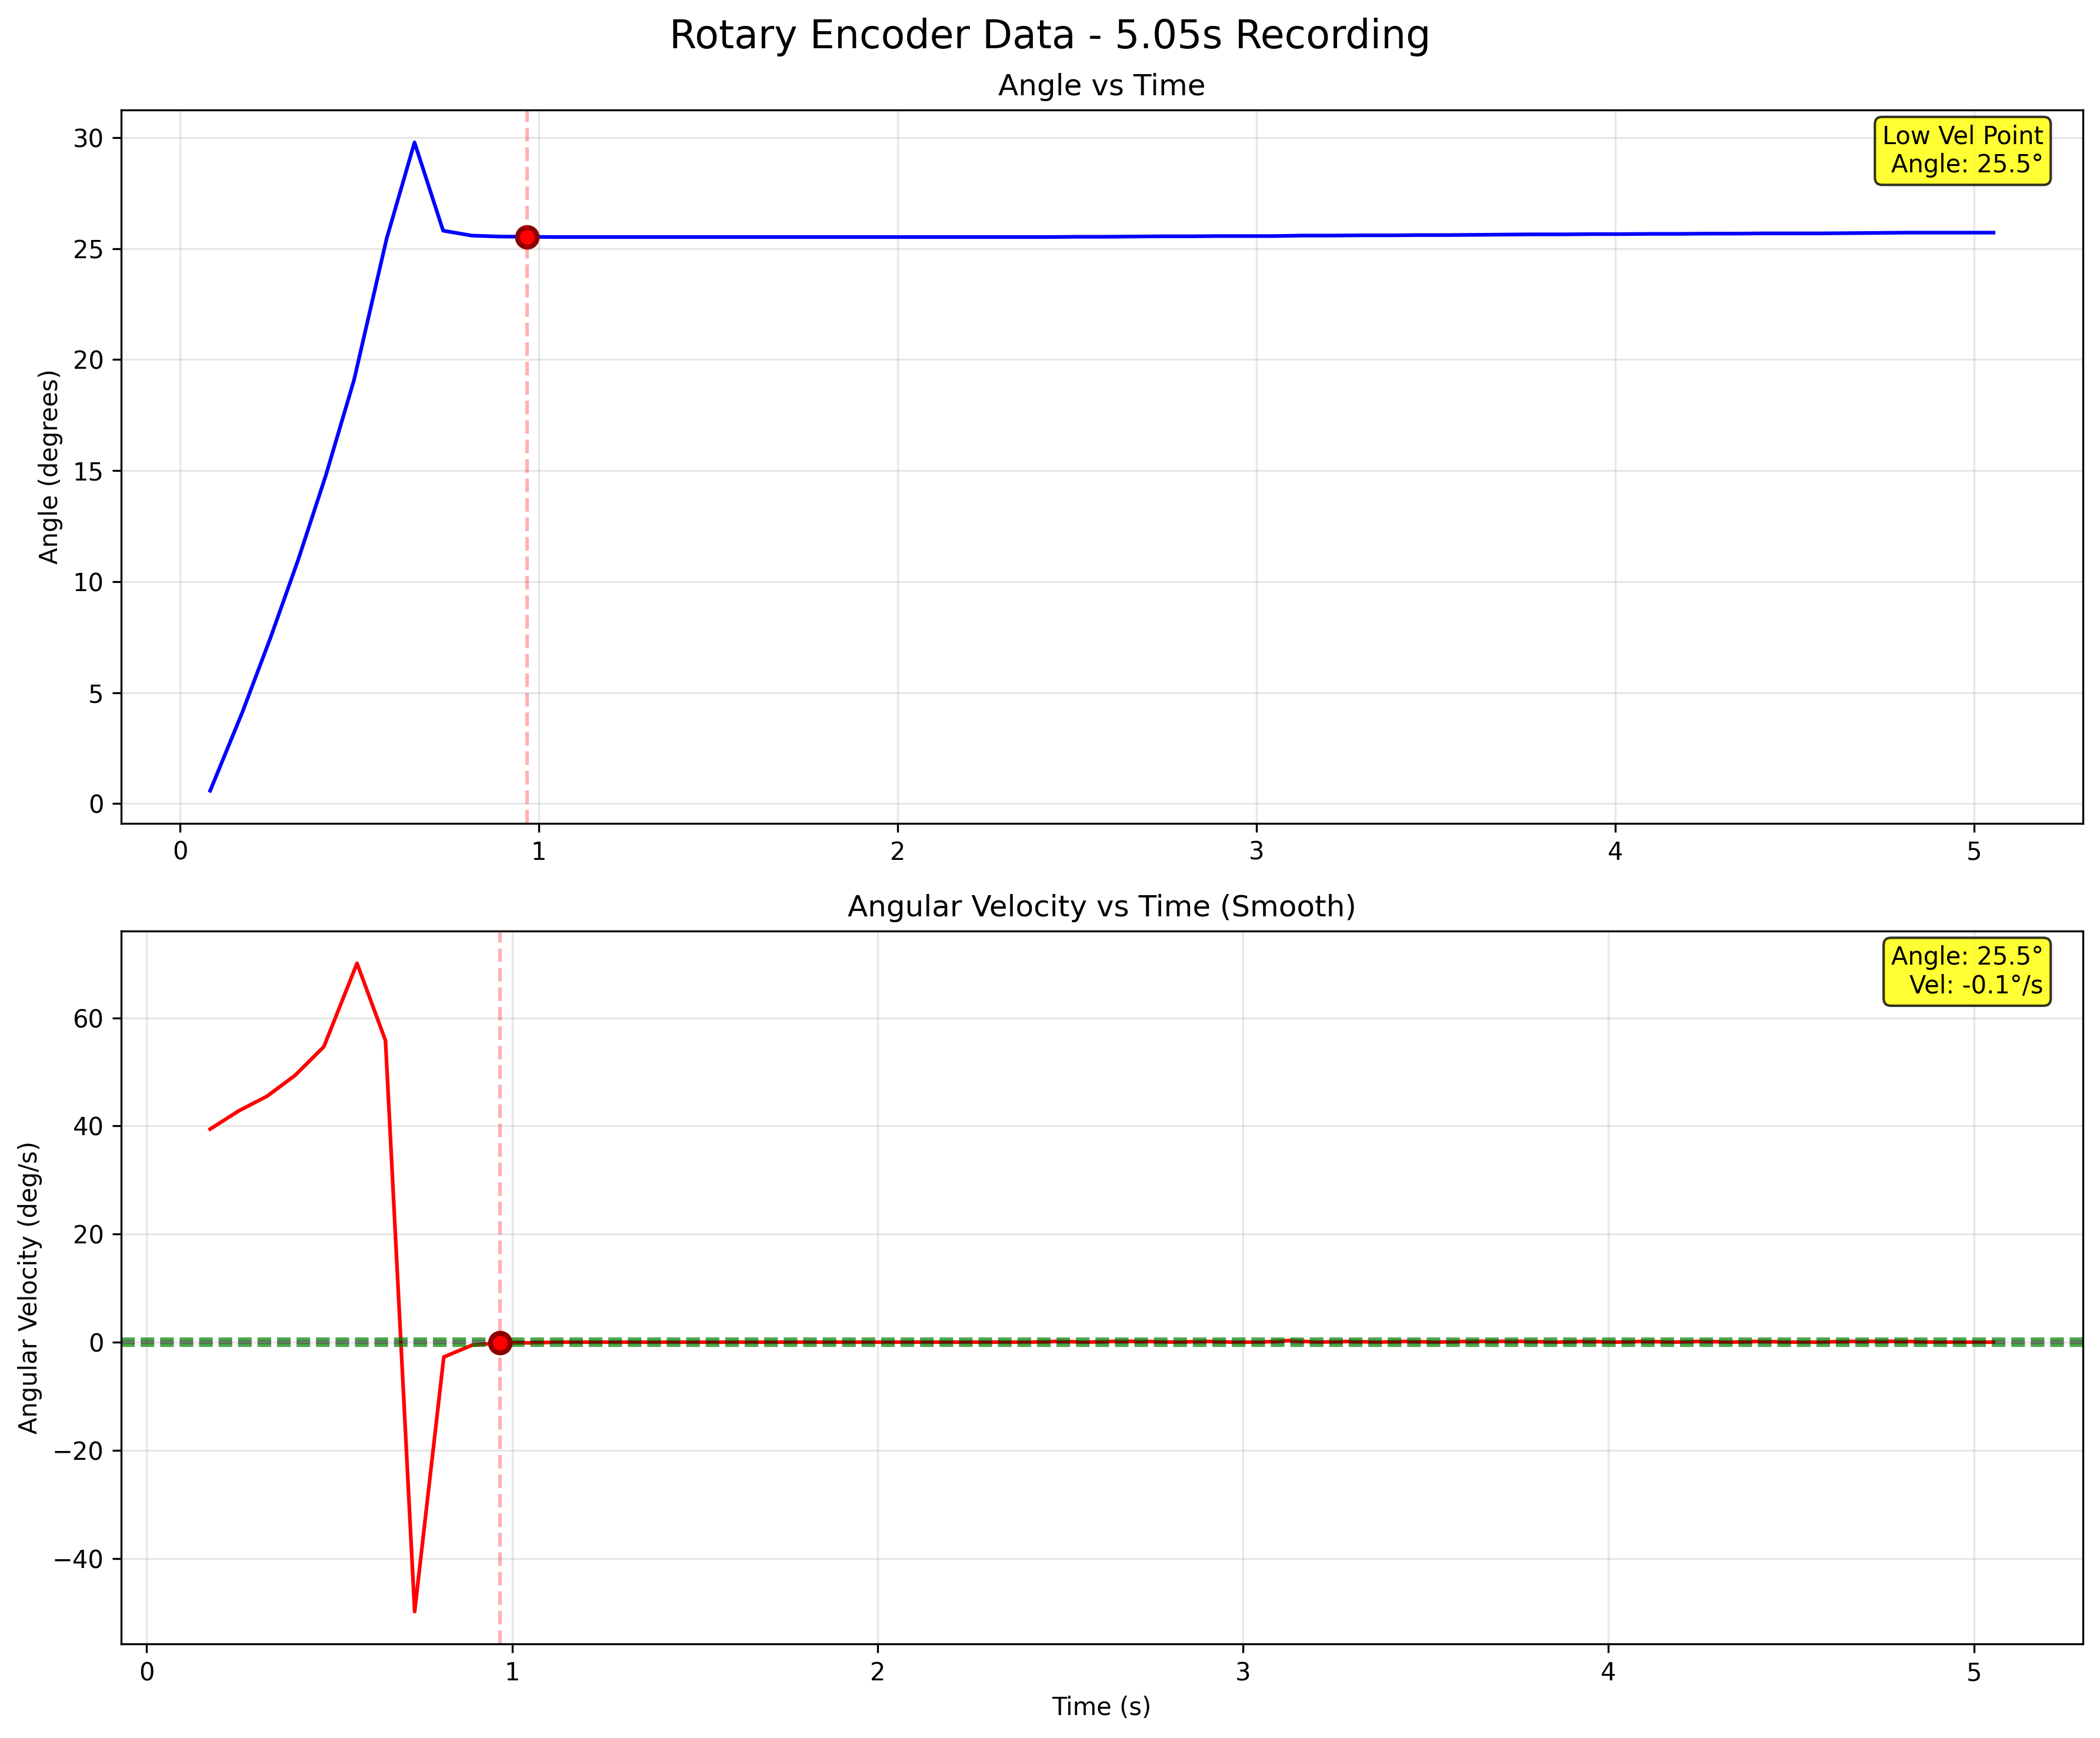 Rotary Encoder Data - 5.05s Recording
Angle vs Time
Low Vel Point
Angle: 25.5°
Angle (degrees)
30
25
20
15
10
5
0
0 1 2 3 4 5
Angular Velocity vs Time (Smooth)
Angle: 25.5°
Vel: -0.1°/s
Angular Velocity (deg/s)
60
40
20
0
−20
−40
0 1 2 3 4 5
Time (s)